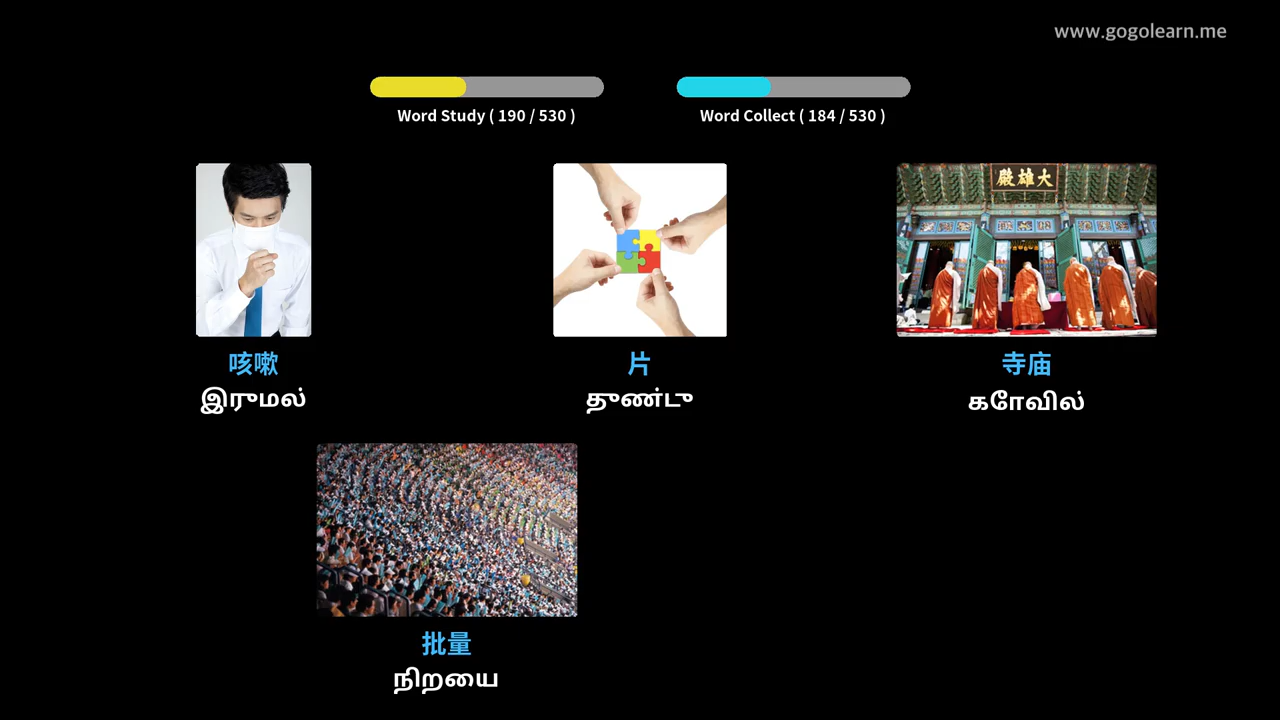 www.gogolearn.me
Word Study ( 190 / 530 )
Word Collect ( 184 / 530 )
大雄殿
咳嗽
இருமல்
片
துண்டு
寺庙
கோவில்
批量
நிறயை